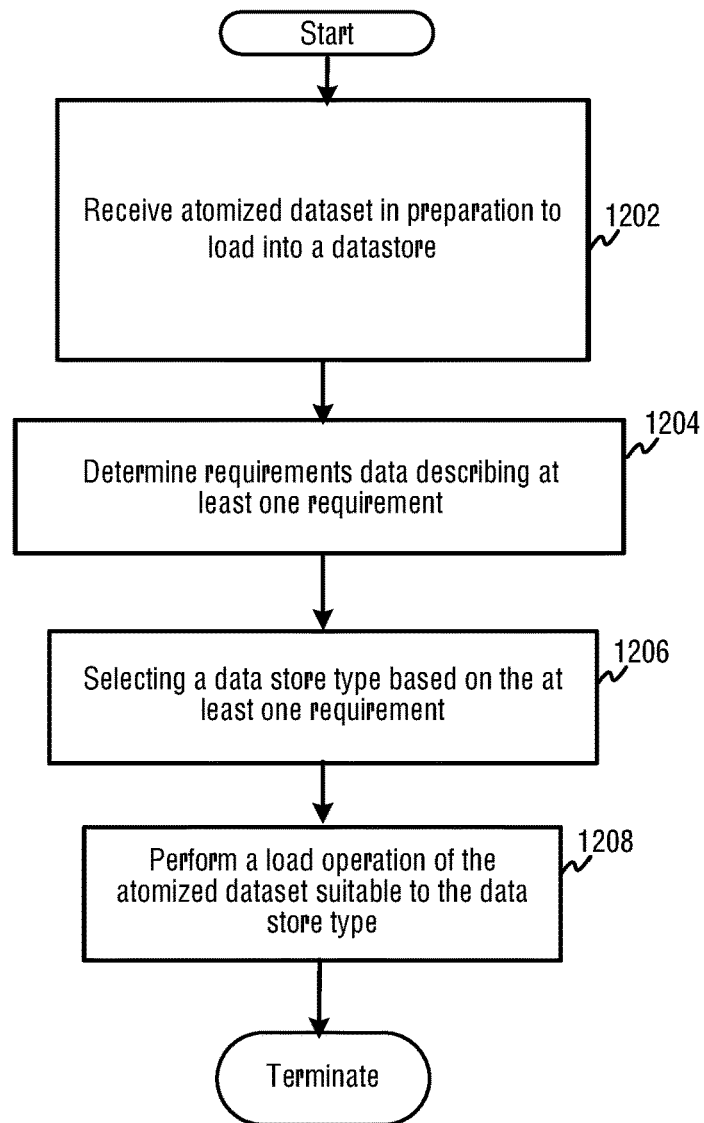 Start
Receive atomized dataset in preparation to
load into a datastore
1202
Determine requirements data describing at
least one requirement
1204
Selecting a data store type based on the at
least one requirement
1206
Perform a load operation of the
atomized dataset suitable to the data
store type
1208
Terminate